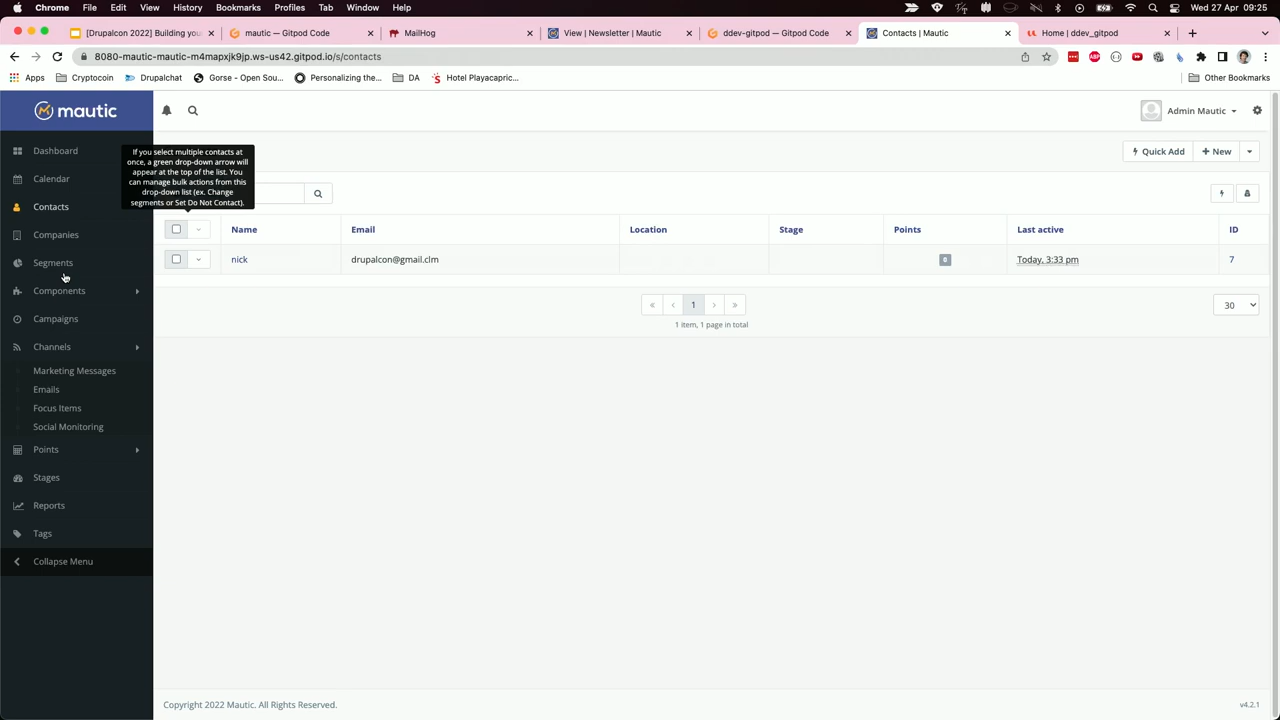 Chrome File Edit View History Bookmarks Profiles Tab Window Help Wed 27 Apr 09:25
[Drupalcon 2022] Building your mautic — Gitpod Code MailHog View | Newsletter | Mautic ddev-gitpod — Gitpod Code Contacts | Mautic Home | ddev_gitpod
8080-mautic-mautic-m4mapxjk9jp.ws-us42.gitpod.io/s/contacts
Apps Cryptocoin Drupalchat Gorse - Open Sou... Personalizing the... DA Hotel Playacapric... Other Bookmarks
mautic
Admin Mautic
Dashboard
Calendar
Contacts
Companies
Segments
Components
Campaigns
Channels
Marketing Messages
Emails
Focus Items
Social Monitoring
Points
Stages
Reports
Tags
Collapse Menu
If you select multiple contacts at
once, a green drop-down arrow will
appear at the top of the list. You
can manage bulk actions from this
drop-down list (ex. Change
segments or Set Do Not Contact).
Quick Add + New
Name Email Location Stage Points Last active ID
nick drupalcon@gmail.clm 0 Today, 3:33 pm 7
« ‹ 1 › »
1 item, 1 page in total
30
Copyright 2022 Mautic. All Rights Reserved. v4.2.1